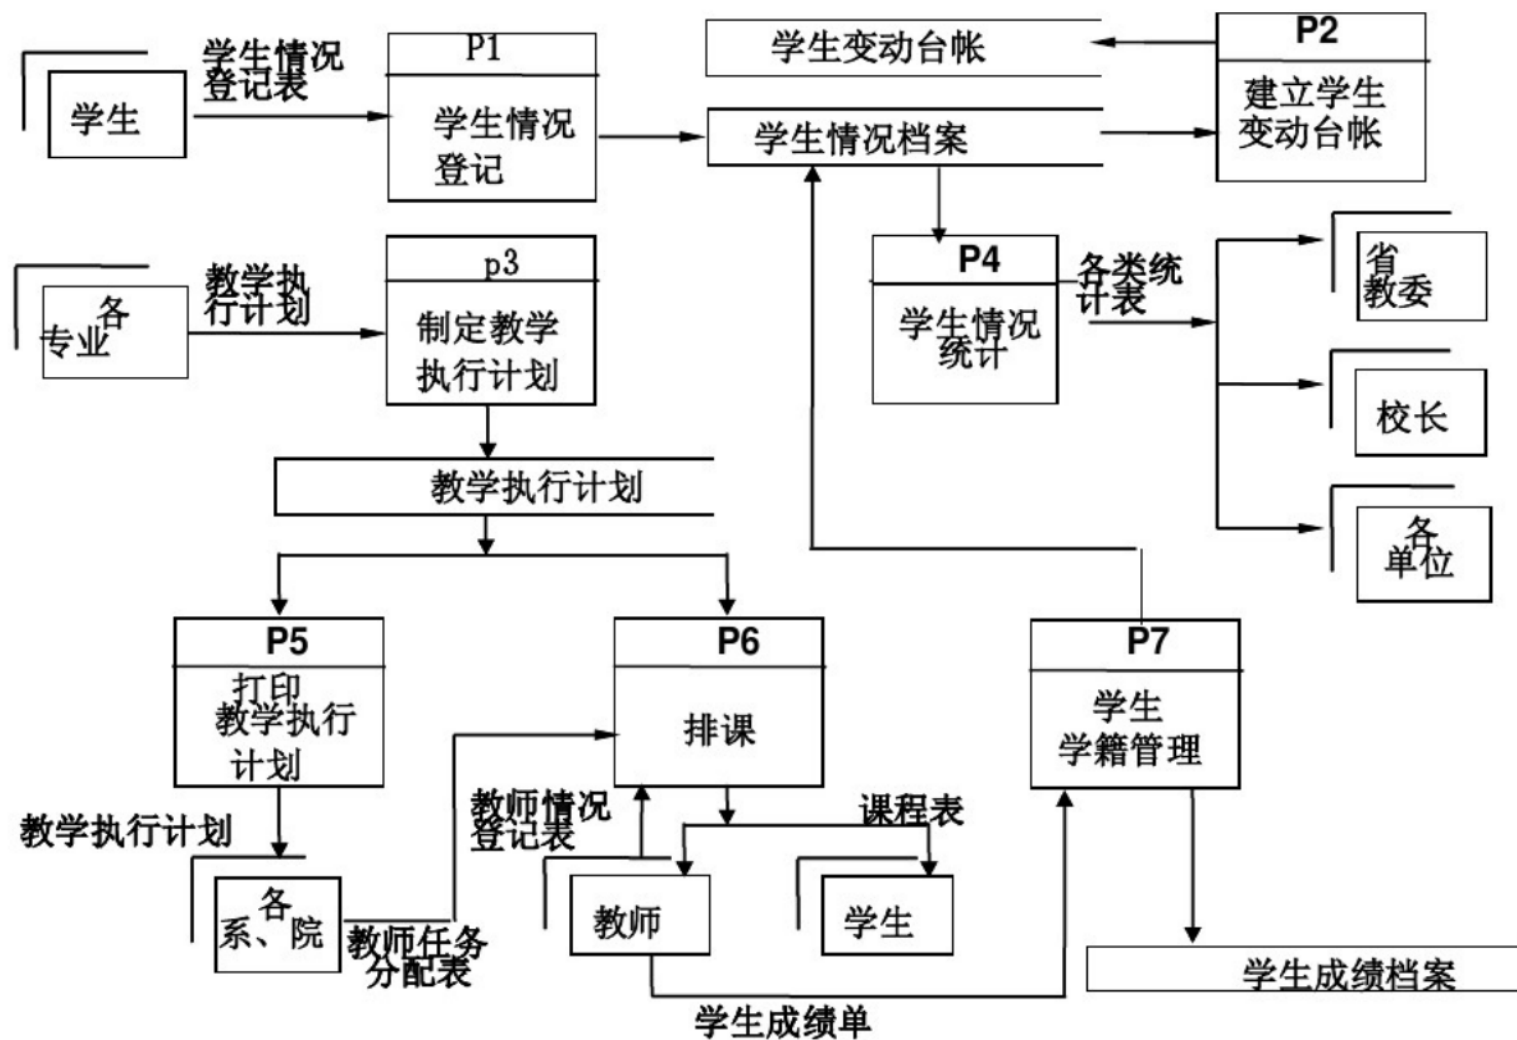 学生情况
登记表
学生
P1
学生情况
登记
学生变动台帐
学生情况档案
P2
建立学生
变动台帐
各
专业
教学执
行计划
p3
制定教学
执行计划
P4
学生情况
统计
各类统
计表
省
教委
校长
各
单位
教学执行计划
P5
打印
教学执行
计划
P6
排课
P7
学生
学籍管理
教学执行计划
各
系、院
教师任务
分配表
教师情况
登记表
课程表
教师
学生
学生成绩单
学生成绩档案